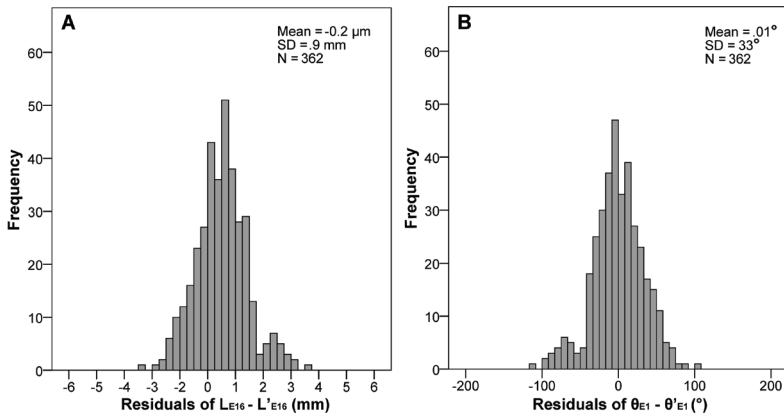 A
Mean = -0.2 µm
SD = .9 mm
N = 362
Frequency
60
50
40
30
20
10
0
-6 -5 -4 -3 -2 -1 0 1 2 3 4 5 6
Residuals of LE16 - L'E16 (mm)
B
Mean = .01°
SD = 33°
N = 362
Frequency
60
50
40
30
20
10
0
-200 -100 0 100 200
Residuals of θE1 - θ'E1 (°)